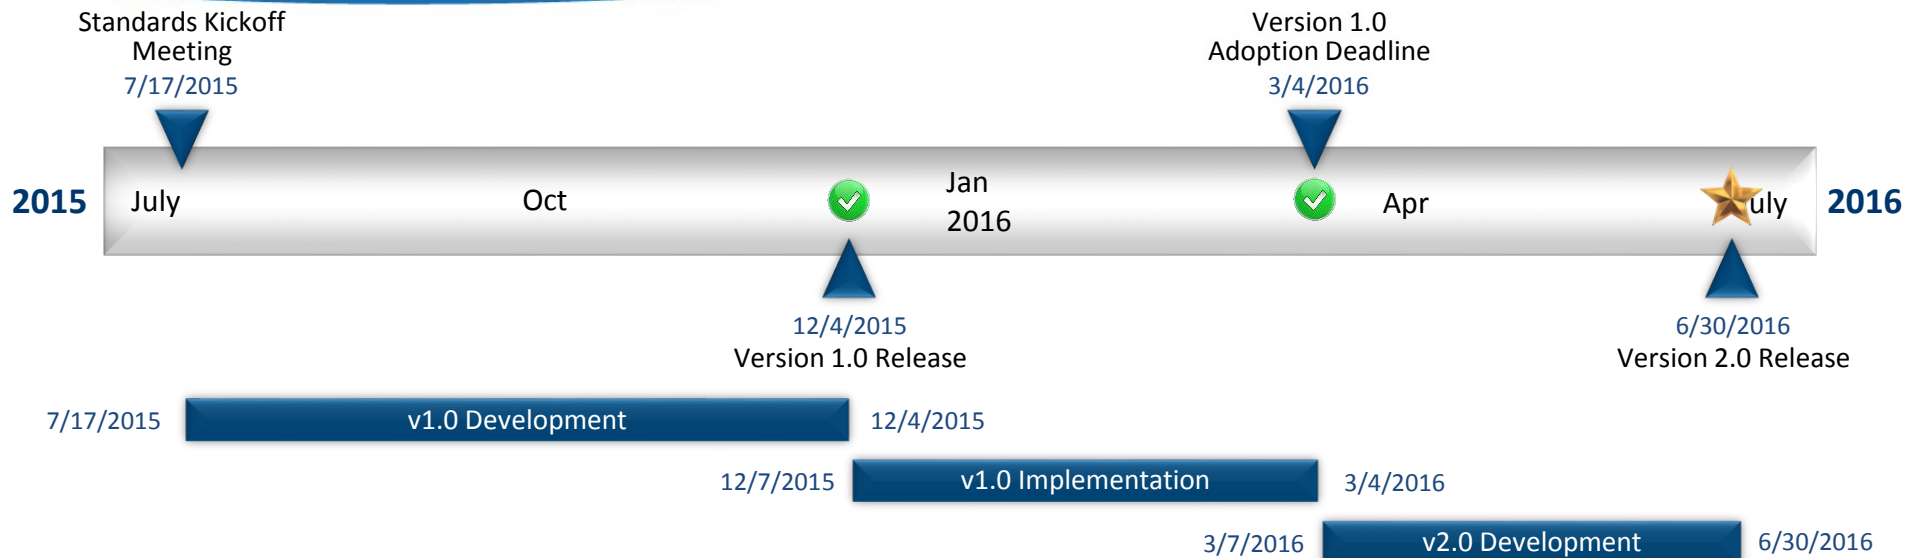 Standards Kickoff
Meeting
7/17/2015
Version 1.0
Adoption Deadline
3/4/2016
2015
July
Oct
Jan
2016
Apr
uly
2016
12/4/2015
Version 1.0 Release
6/30/2016
Version 2.0 Release
7/17/2015
v1.0 Development
12/4/2015
12/7/2015
v1.0 Implementation
3/4/2016
3/7/2016
v2.0 Development
6/30/2016